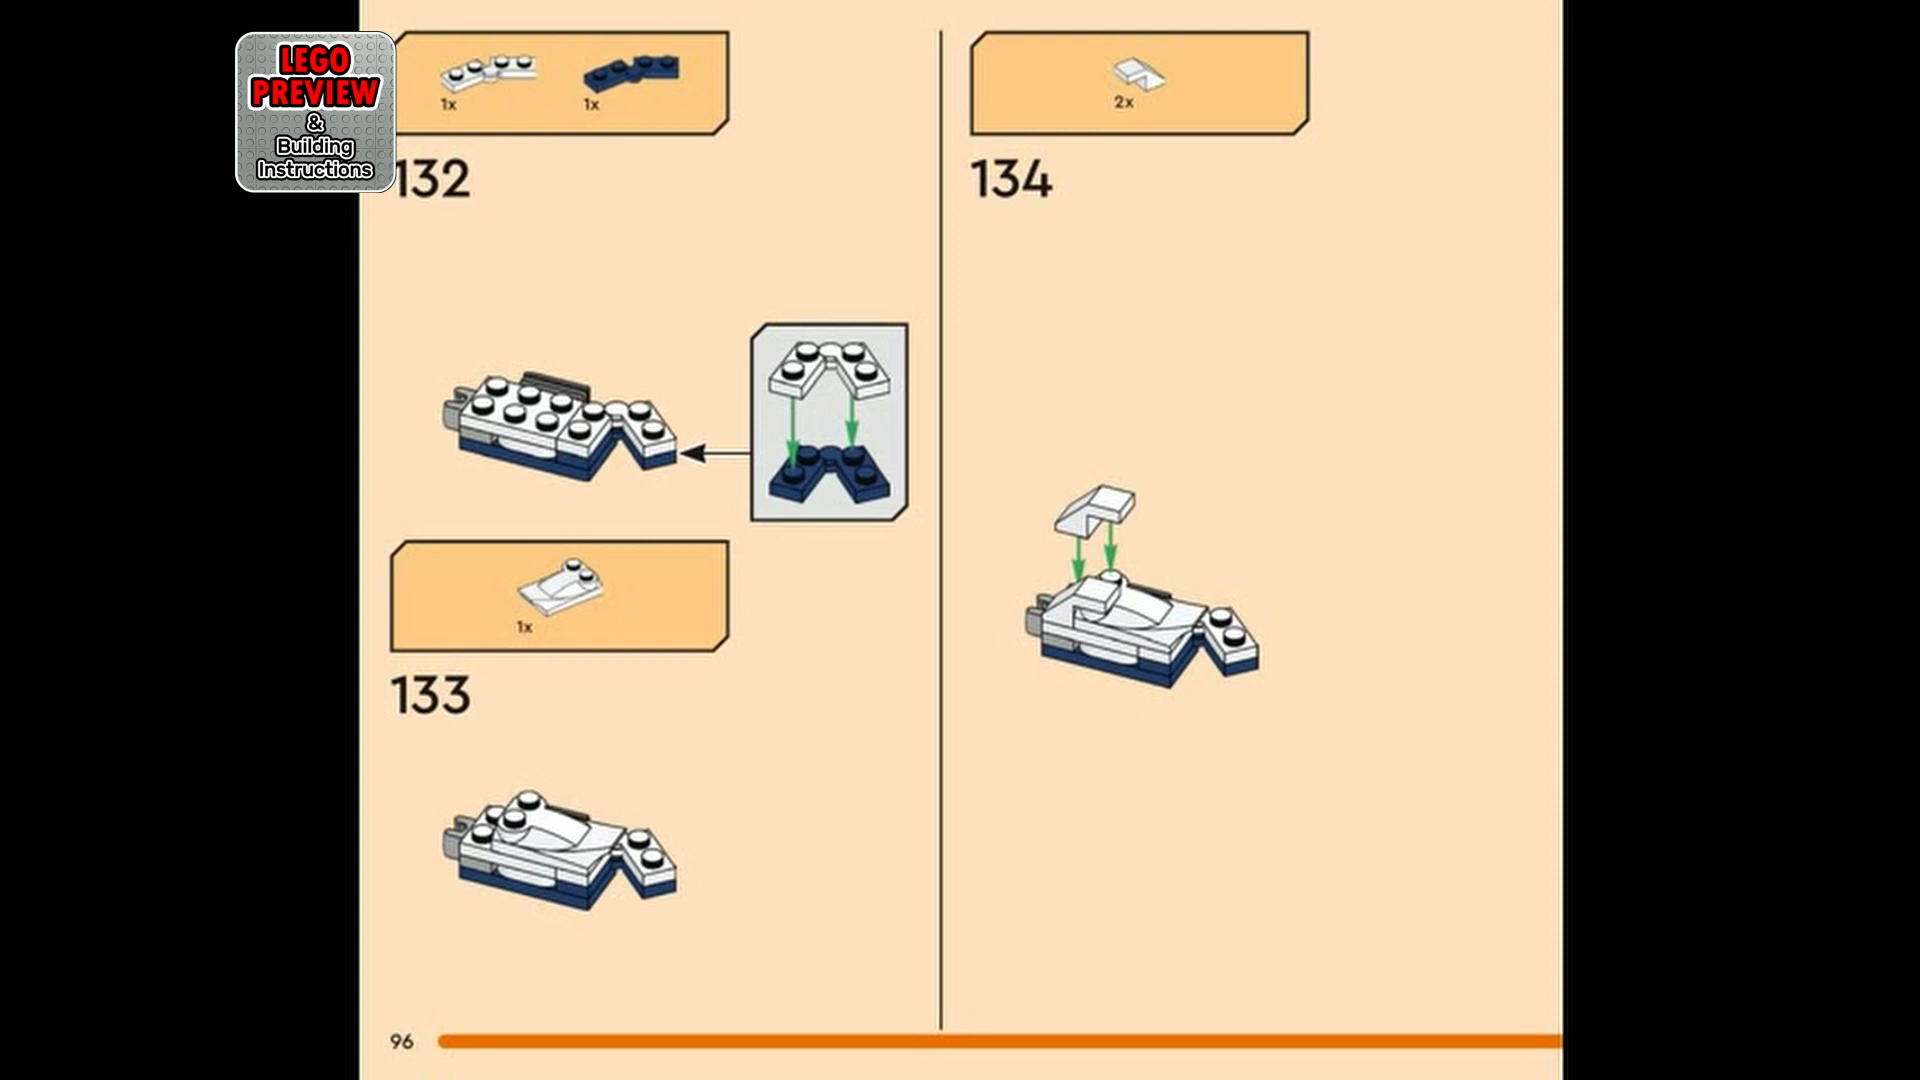 LEGO
PREVIEW
&
Building
Instructions
1x 1x
132
1x
133
2x
134
96